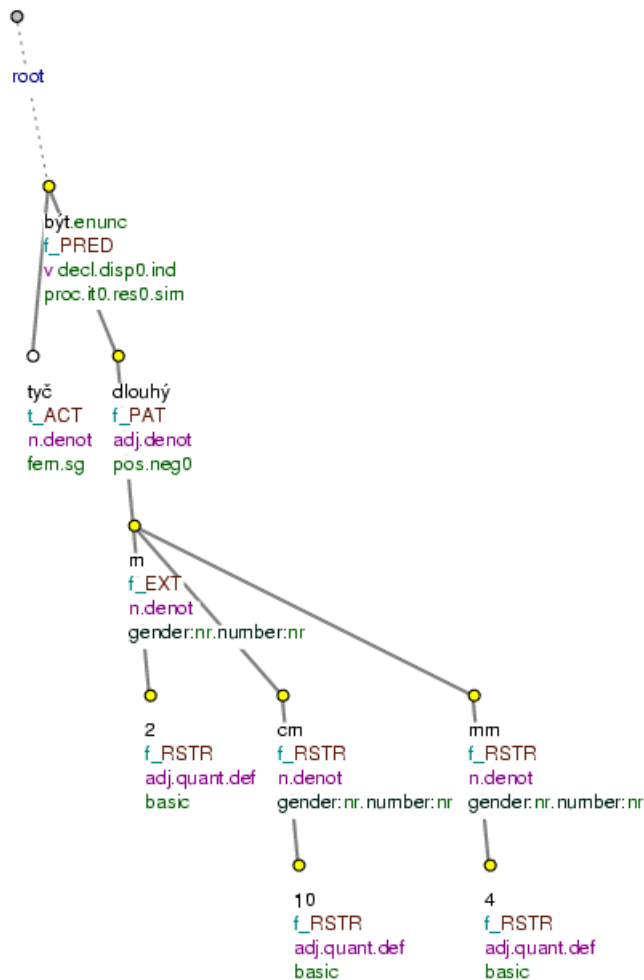 root
být.enunc
f_PRED
v decl.disp0.ind
proc.it0.res0.sim
tyč
t_ACT
n.denot
fem.sg
dlouhý
f_PAT
adj.denot
pos.neg0
m
f_EXT
n.denot
gender:nr.number:nr
2
f_RSTR
adj.quant.def
basic
cm
f_RSTR
n.denot
gender:nr.number:nr
mm
f_RSTR
n.denot
gender:nr.number:nr
10
f_RSTR
adj.quant.def
basic
4
f_RSTR
adj.quant.def
basic